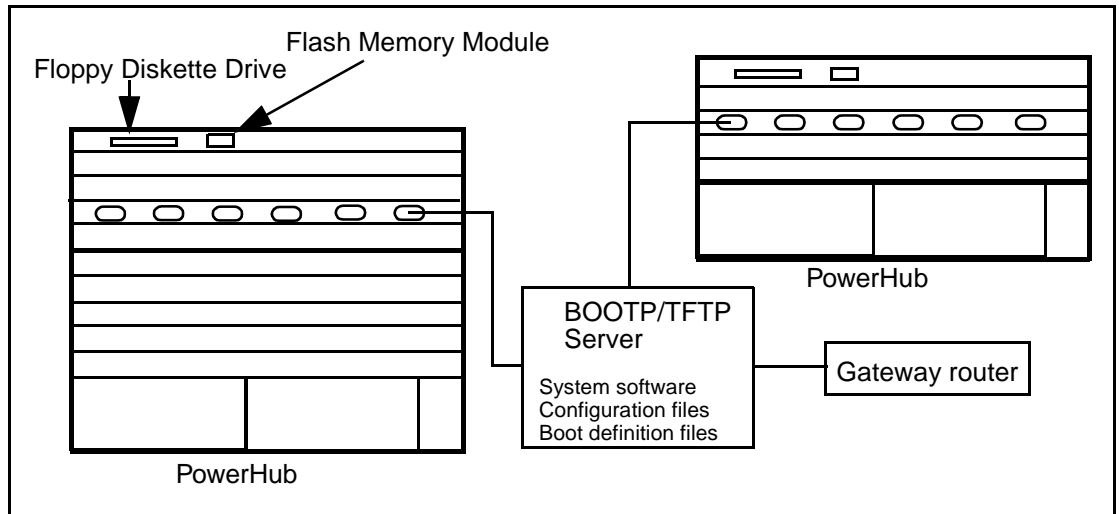 Flash Memory Module
Floppy Diskette Drive
PowerHub
BOOTP/TFTP
Server
System software
Configuration files
Boot definition files
Gateway router
PowerHub